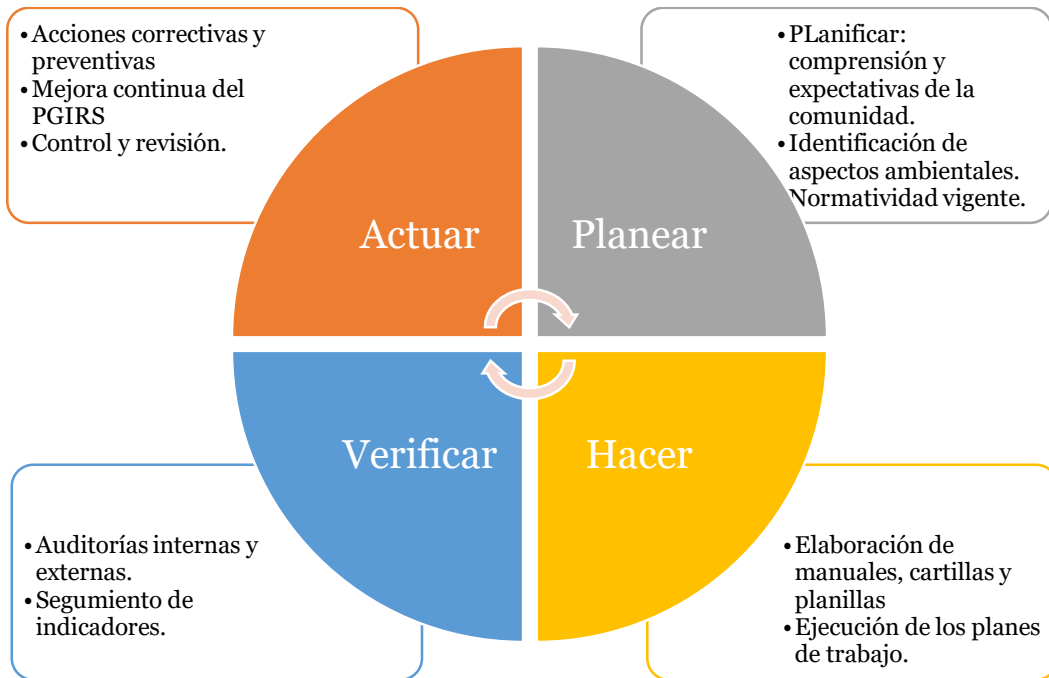 • Acciones correctivas y
preventivas
• Mejora continua del
PGIRS
• Control y revisión.
• PLanificar:
comprensión y
expectativas de la
comunidad.
• Identificación de
aspectos ambientales.
Normatividad vigente.
Actuar
Planear
Verificar
Hacer
• Auditorías internas y
externas.
• Segumiento de
indicadores.
• Elaboración de
manuales, cartillas y
planillas
• Ejecución de los planes
de trabajo.